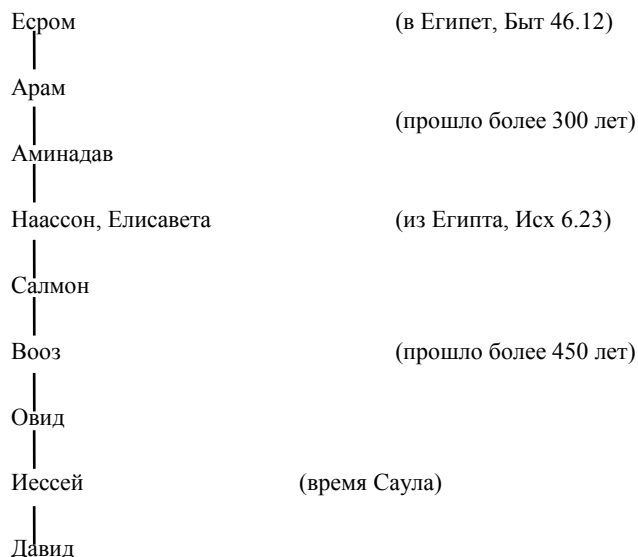 Есром (в Египет, Быт 46.12)
Арам
(прошло более 300 лет)
Аминадав
Наассон, Елисавета (из Египта, Исх 6.23)
Салмон
Вооз (прошло более 450 лет)
Овид
Иессей (время Саула)
Давид